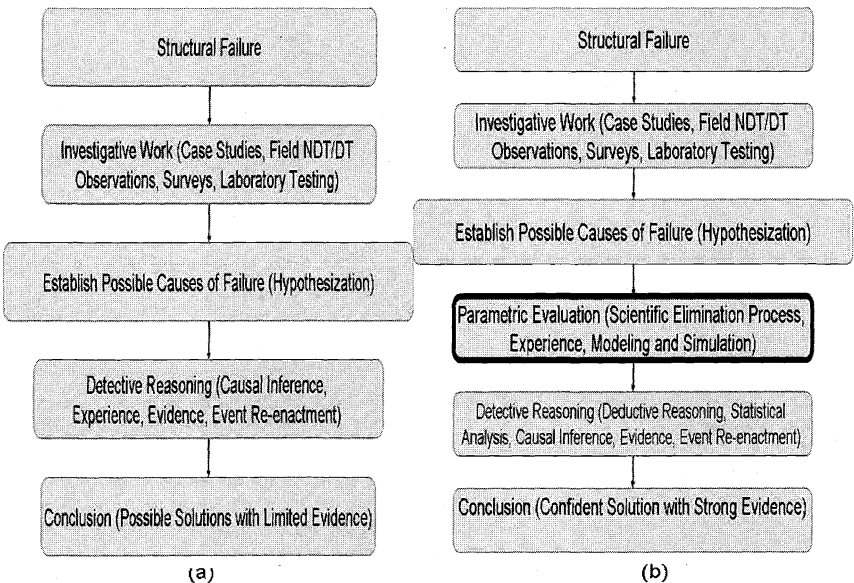 Structural Failure
Investigative Work (Case Studies, Field NDT/DT
Observations, Surveys, Laboratory Testing)
Establish Possible Causes of Failure (Hypothesization)
Detective Reasoning (Causal Inference,
Experience, Evidence, Event Re-enactment)
Conclusion (Possible Solutions with Limited Evidence)
(a)
Structural Failure
Investigative Work (Case Studies, Field NDT/DT
Observations, Surveys, Laboratory Testing)
Establish Possible Causes of Failure (Hypothesization)
Parametric Evaluation (Scientific Elimination Process,
Experience, Modeling and Simulation)
Detective Reasoning (Deductive Reasoning, Statistical
Analysis, Causal Inference, Evidence, Event Re-enactment)
Conclusion (Confident Solution with Strong Evidence)
(b)